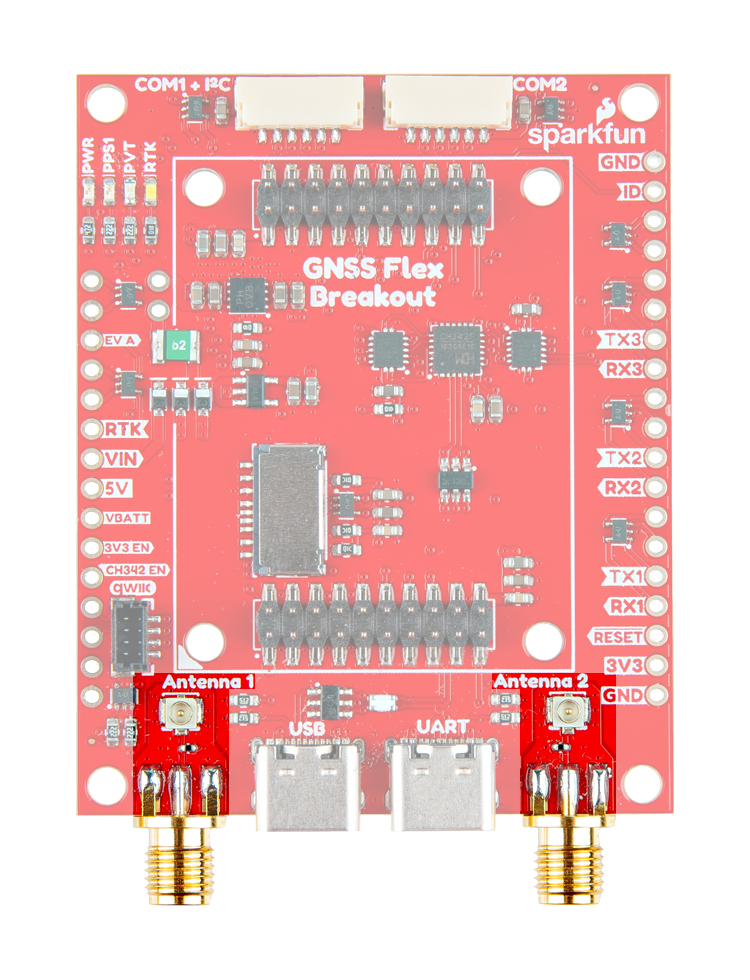 COM1 + I²C
COM2
sparkfun
PWR
PPS1
PVT
RTK
GND
ID
GNSS Flex
Breakout
EV A
62
TX3
RX3
RTK
VIN
5V
VBATT
3V3 EN
CH342 EN
qwiic
TX2
RX2
TX1
RX1
RESET
3V3
GND
Antenna 1
Antenna 2
USB
UART